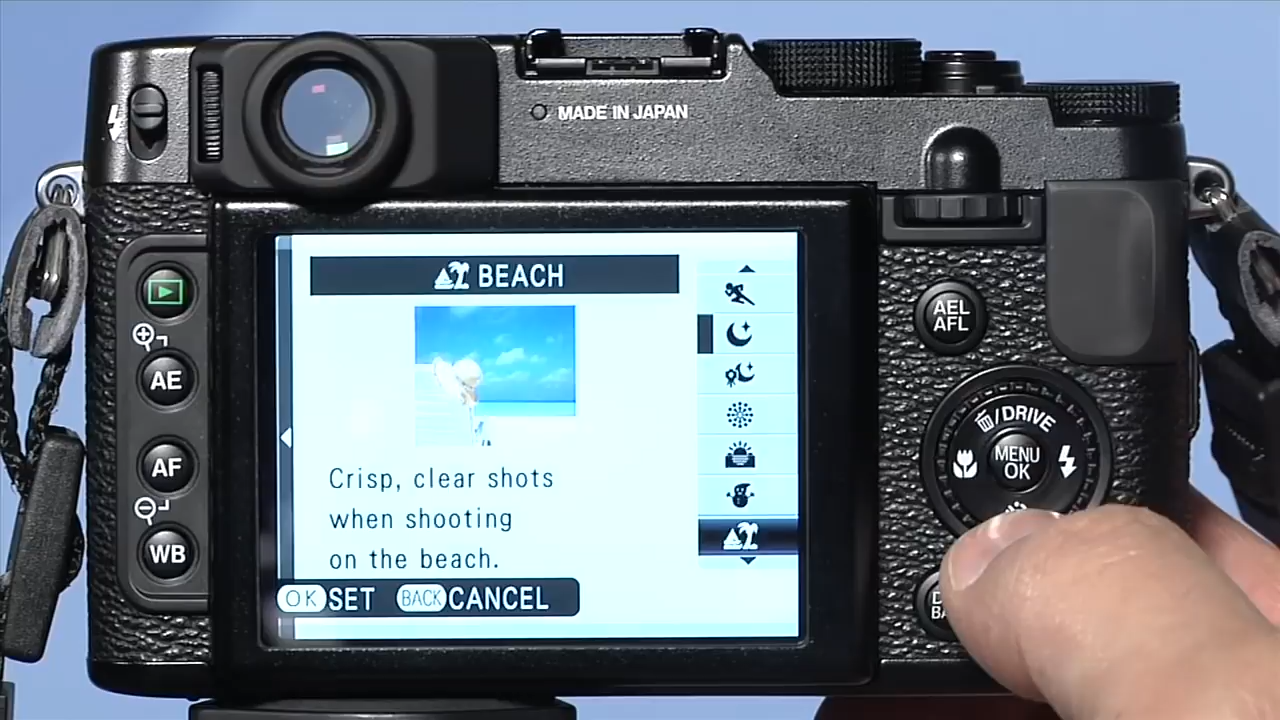 MADE IN JAPAN
BEACH
AEL
AFL
AE
/DRIVE
MENU
OK
AF
Crisp, clear shots
when shooting
on the beach.
WB
OK SET BACK CANCEL